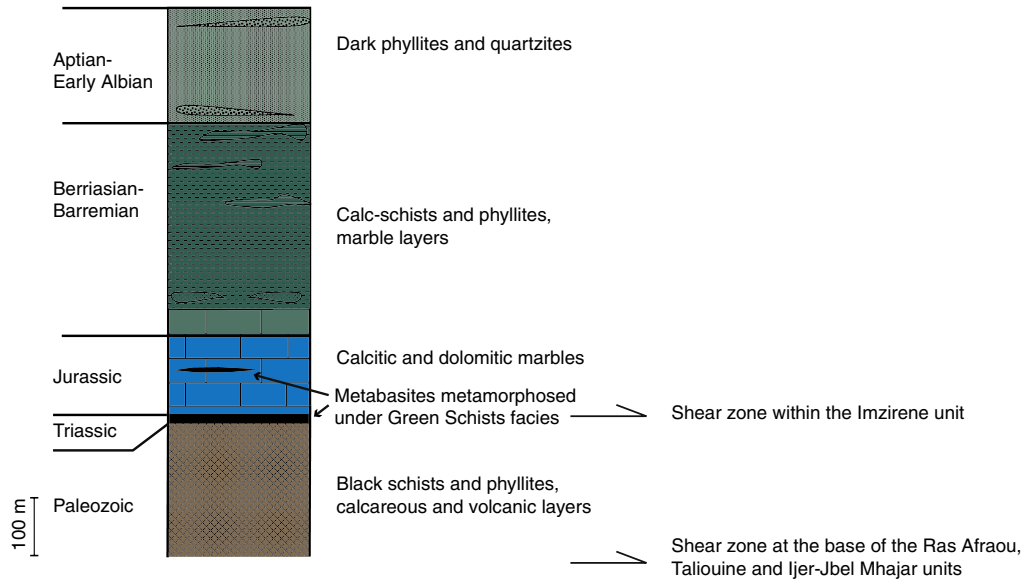 Aptian-
Early Albian
Dark phyllites and quartzites
Berriasian-
Barremian
Calc-schists and phyllites,
marble layers
Jurassic
Calcitic and dolomitic marbles
Metabasites metamorphosed
under Green Schists facies
Shear zone within the Imzirene unit
Triassic
Paleozoic
Black schists and phyllites,
calcareous and volcanic layers
100 m
Shear zone at the base of the Ras Afraou,
Taliouine and Ijer-Jbel Mhajar units